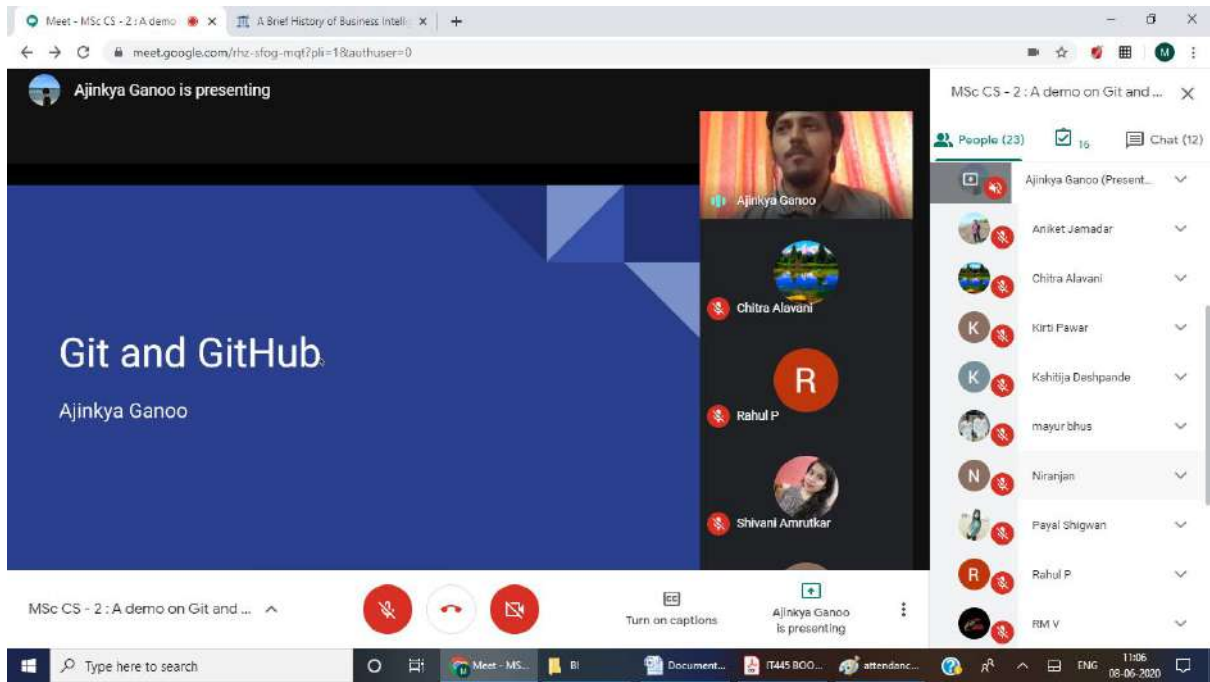 Meet - MSc CS - 2 : A demo
A Brief History of Business Intelli
meet.google.com/rhz-sfog-mqt?pli=1&authuser=0
M
Ajinkya Ganoo is presenting
MSc CS - 2 : A demo on Git and ...
People (23)
16
Chat (12)
Ajinkya Ganoo
Chitra Alavani
R
Rahul P
Shivani Amrutkar
Git and GitHub
Ajinkya Ganoo
Ajinkya Ganoo (Present...
Aniket Jamadar
Chitra Alavani
K
Kirti Pawar
K
Kshitija Deshpande
mayur bhus
N
Niranjan
Payal Shigwan
R
Rahul P
RM V
MSc CS - 2 : A demo on Git and ...
CC
Turn on captions
Ajinkya Ganoo
is presenting
Type here to search
Meet - MS...
BI
Document...
IT445 BOO...
attendanc...
ENG
11:06
08-06-2020